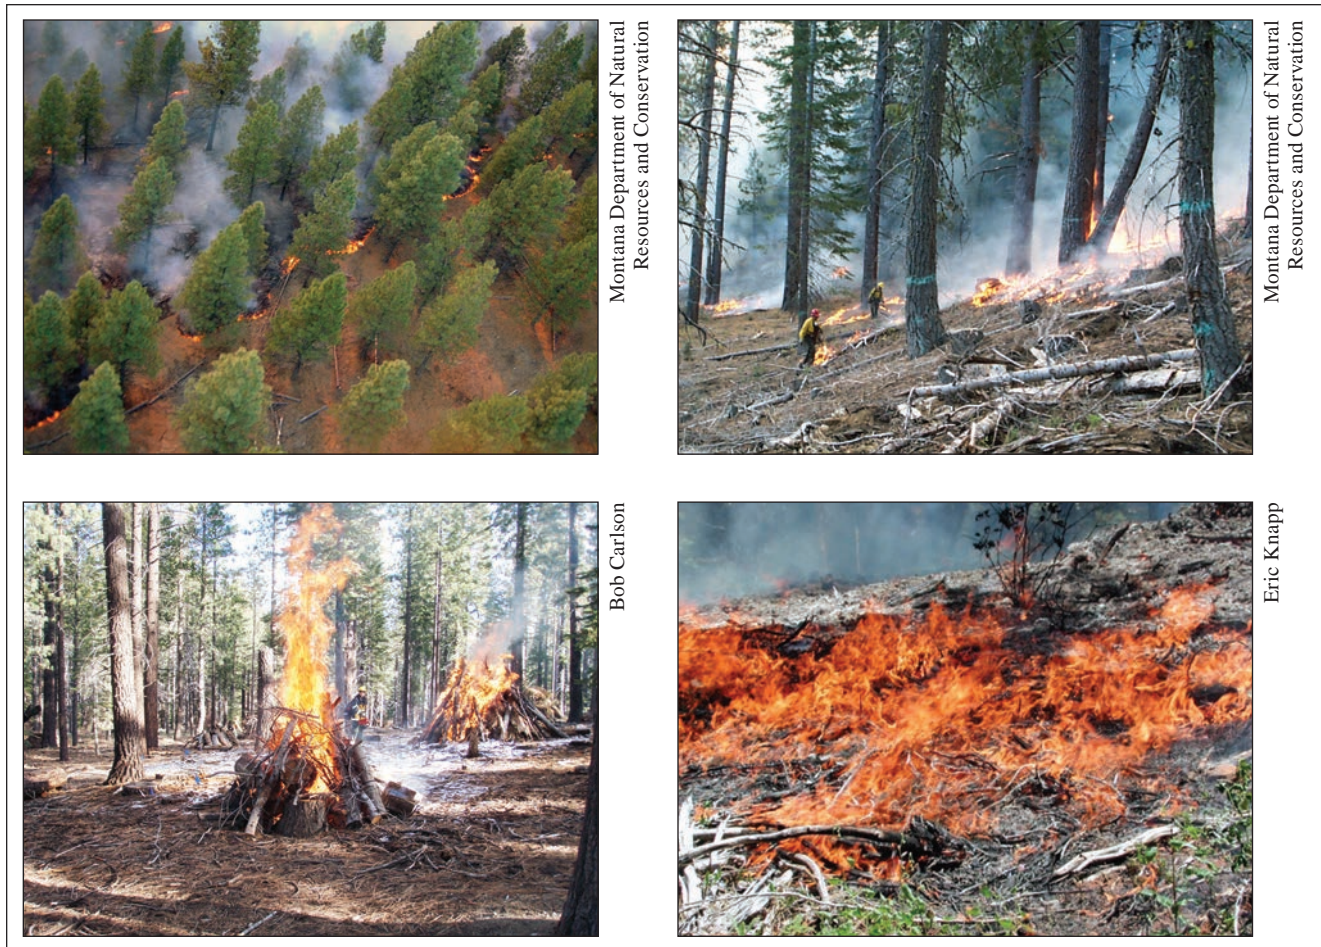 Montana Department of Natural
Resources and Conservation
Montana Department of Natural
Resources and Conservation
Bob Carlson
Eric Knapp